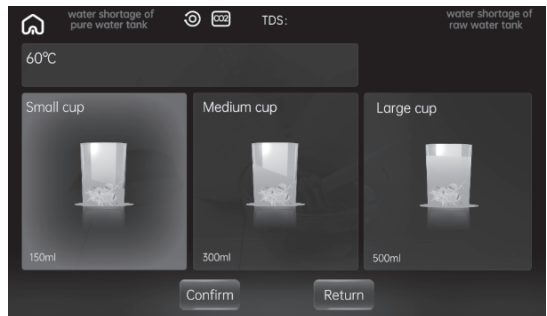 water shortage of
pure water tank
CO2
TDS:
water shortage of
raw water tank
60°C
Small cup
Medium cup
Large cup
150ml
300ml
500ml
Confirm
Return